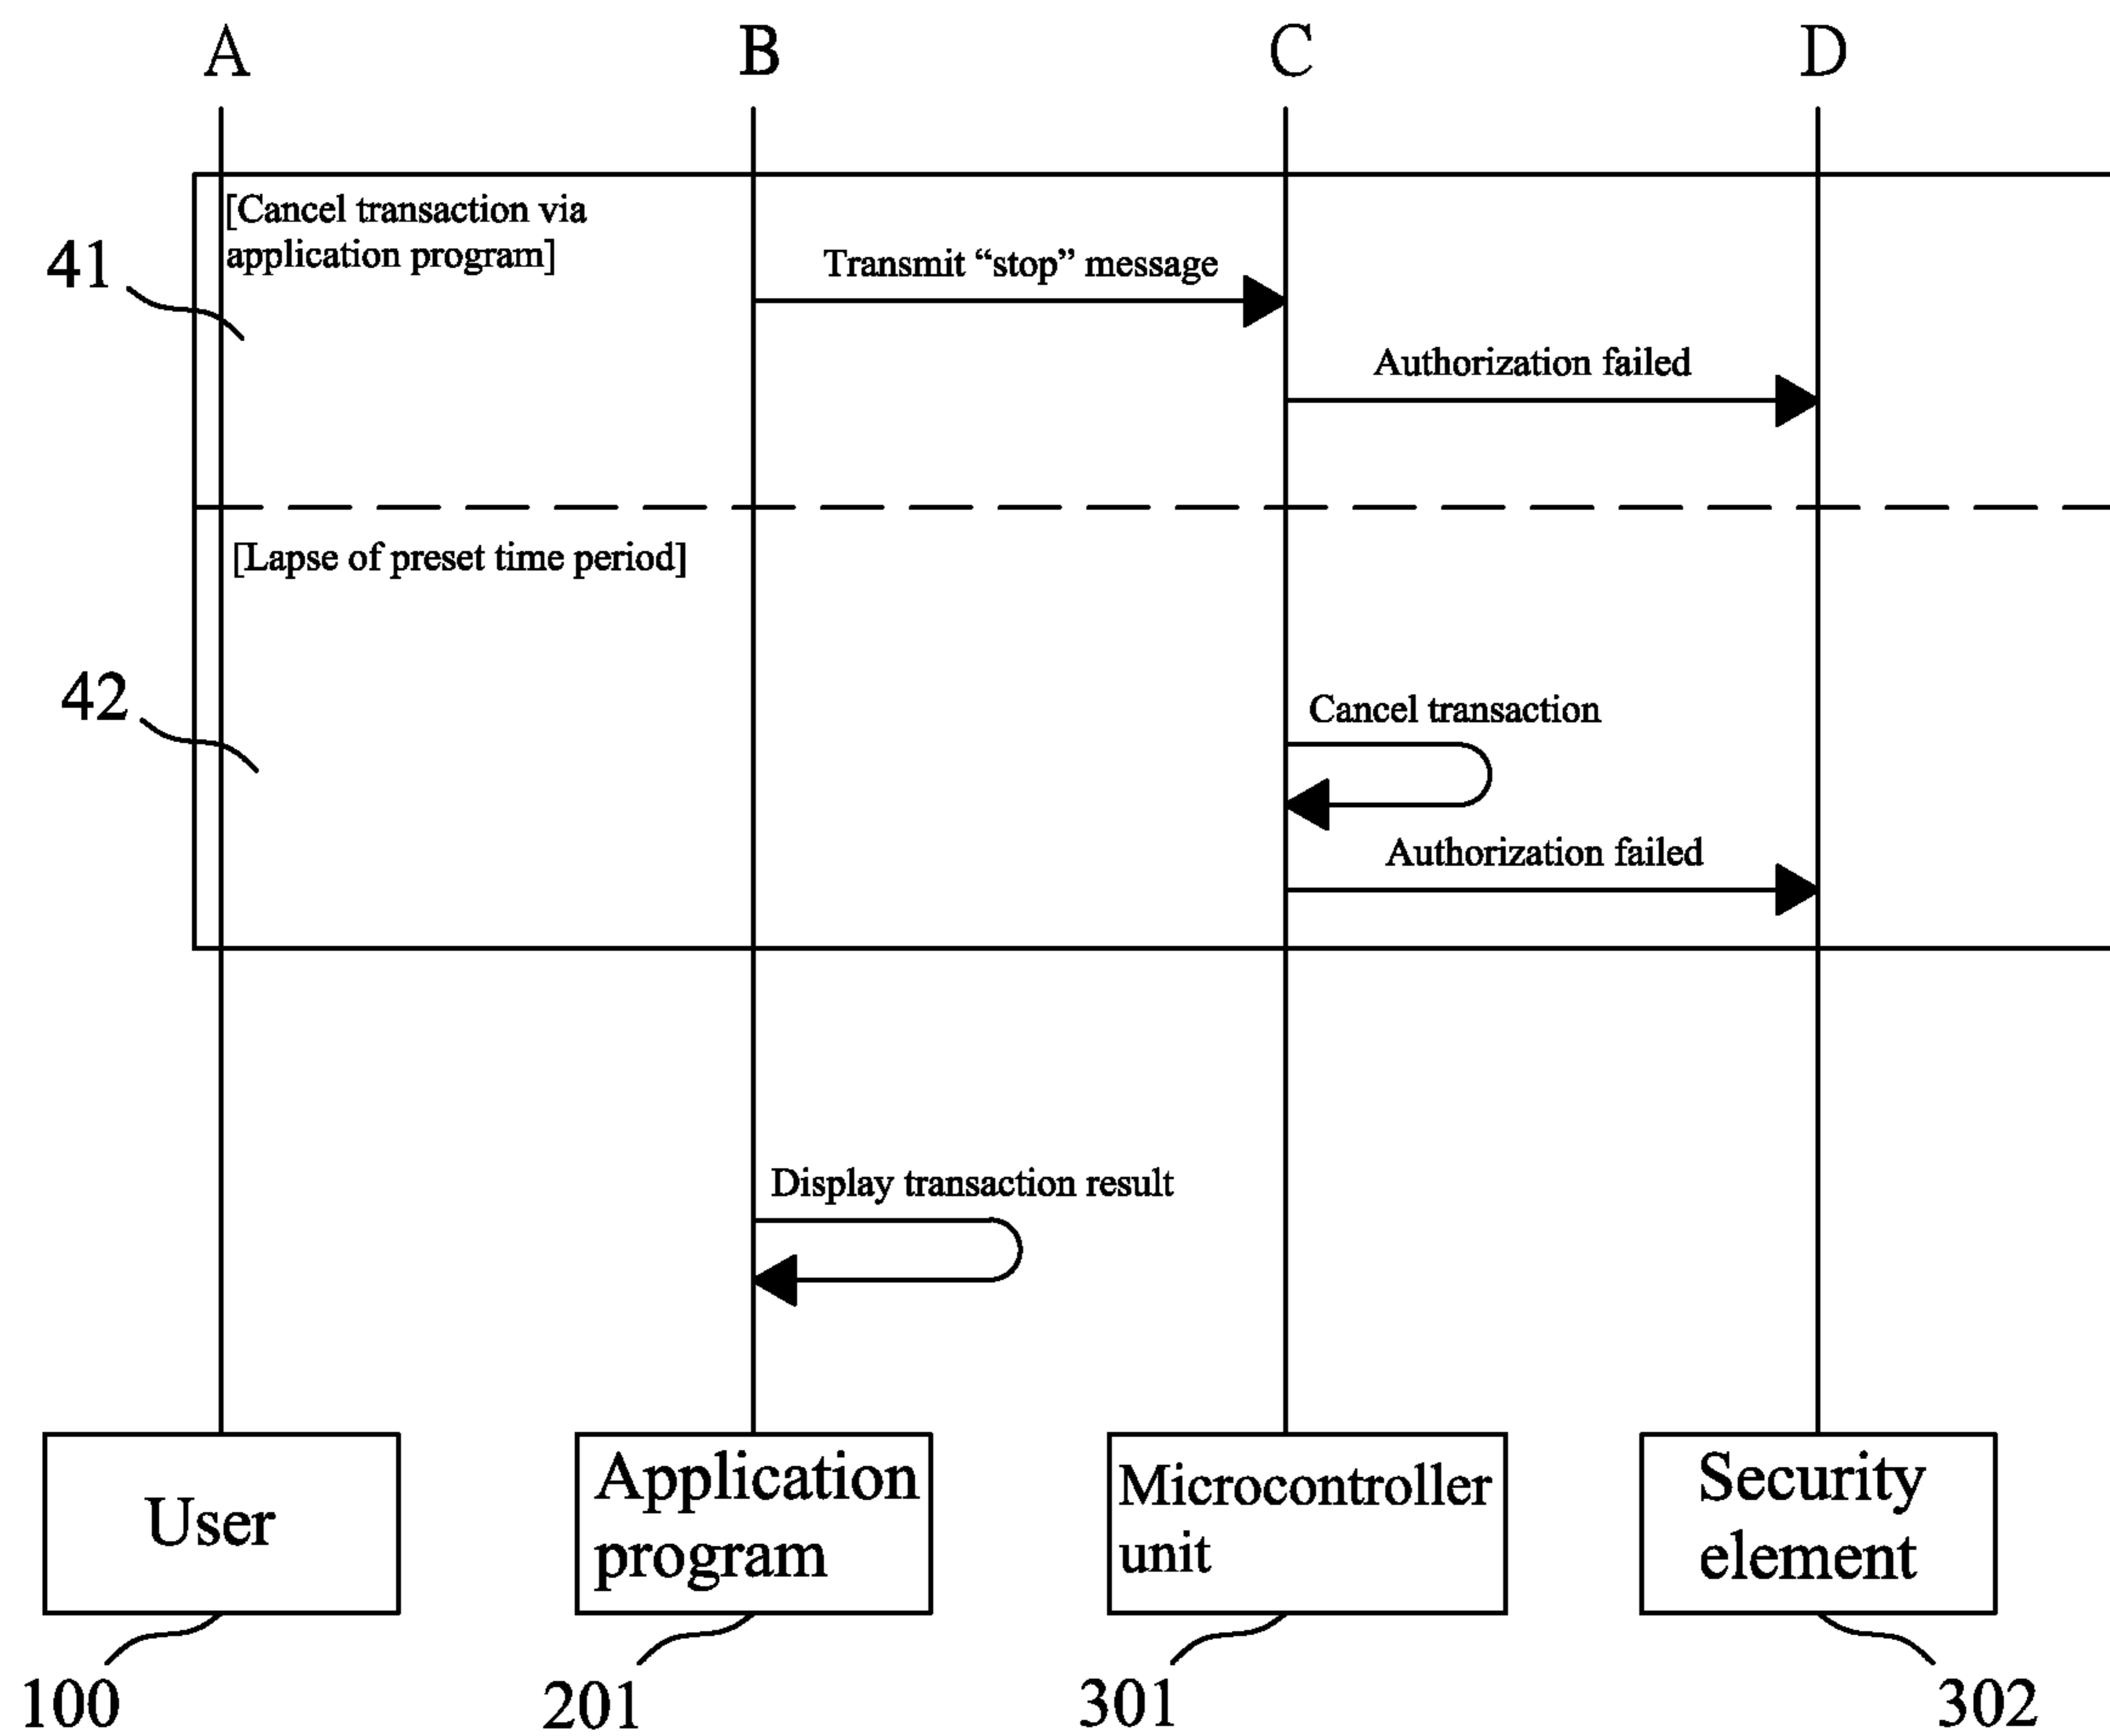 A
B
C
D
[Cancel transaction via
application program]
41
Transmit “stop” message
Authorization failed
[Lapse of preset time period]
42
Cancel transaction
Authorization failed
Display transaction result
User
Application
program
Microcontroller
unit
Security
element
100
201
301
302